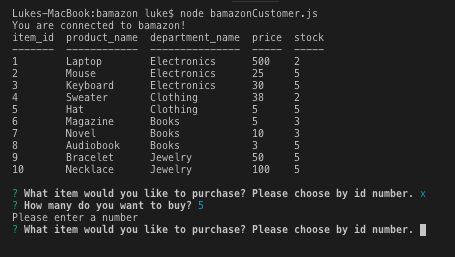 Lukes-MacBook:bamazon luke$ node bamazonCustomer.js
You are connected to bamazon!
item_id  product_name  department_name  price  stock
-------  ------------  ---------------  -----  -----
1        Laptop        Electronics      500    2
2        Mouse         Electronics      25     5
3        Keyboard      Electronics      30     5
4        Sweater       Clothing         38     2
5        Hat           Clothing         5      5
6        Magazine      Books            5      3
7        Novel         Books            10     3
8        Audiobook     Books            3      5
9        Bracelet      Jewelry          50     5
10       Necklace      Jewelry          100    5
? What item would you like to purchase? Please choose by id number. x
? How many do you want to buy? 5
Please enter a number
? What item would you like to purchase? Please choose by id number.